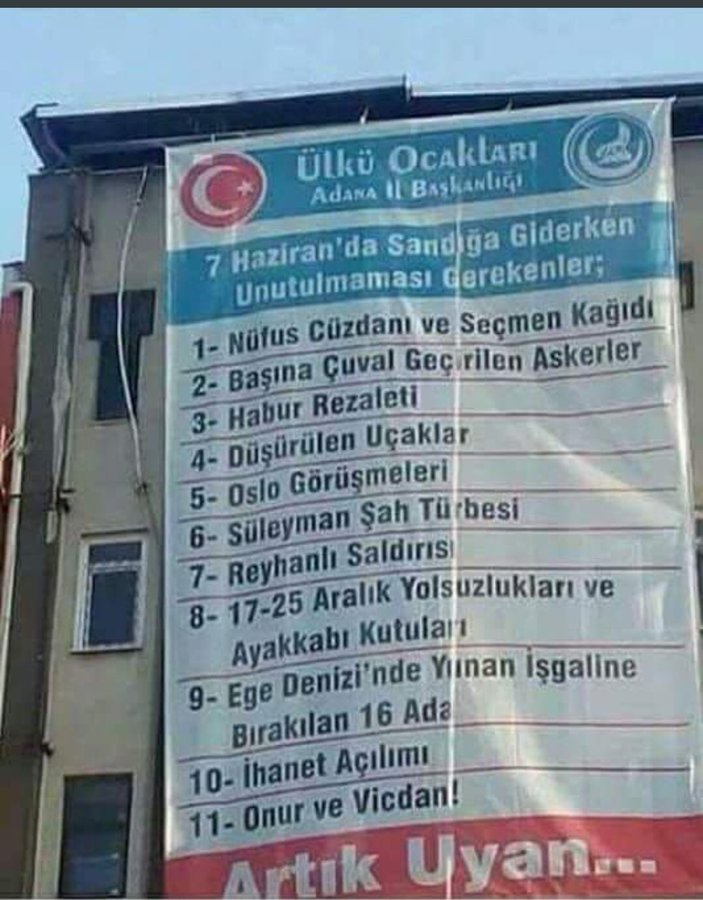 Ülkü Ocakları
Adana İl Başkanlığı
7 Haziran'da Sandığa Giderken
Unutulmaması Gerekenler;
1- Nüfus Cüzdanı ve Seçmen Kağıdı
2- Başına Çuval Geçirilen Askerler
3- Habur Rezaleti
4- Düşürülen Uçaklar
5- Oslo Görüşmeleri
6- Süleyman Şah Türbesi
7- Reyhanlı Saldırısı
8- 17-25 Aralık Yolsuzlukları ve
Ayakkabı Kutuları
9- Ege Denizi'nde Yunan İşgaline
Bırakılan 16 Ada
10- İhanet Açılımı
11- Onur ve Vicdan!
Artık Uyan...